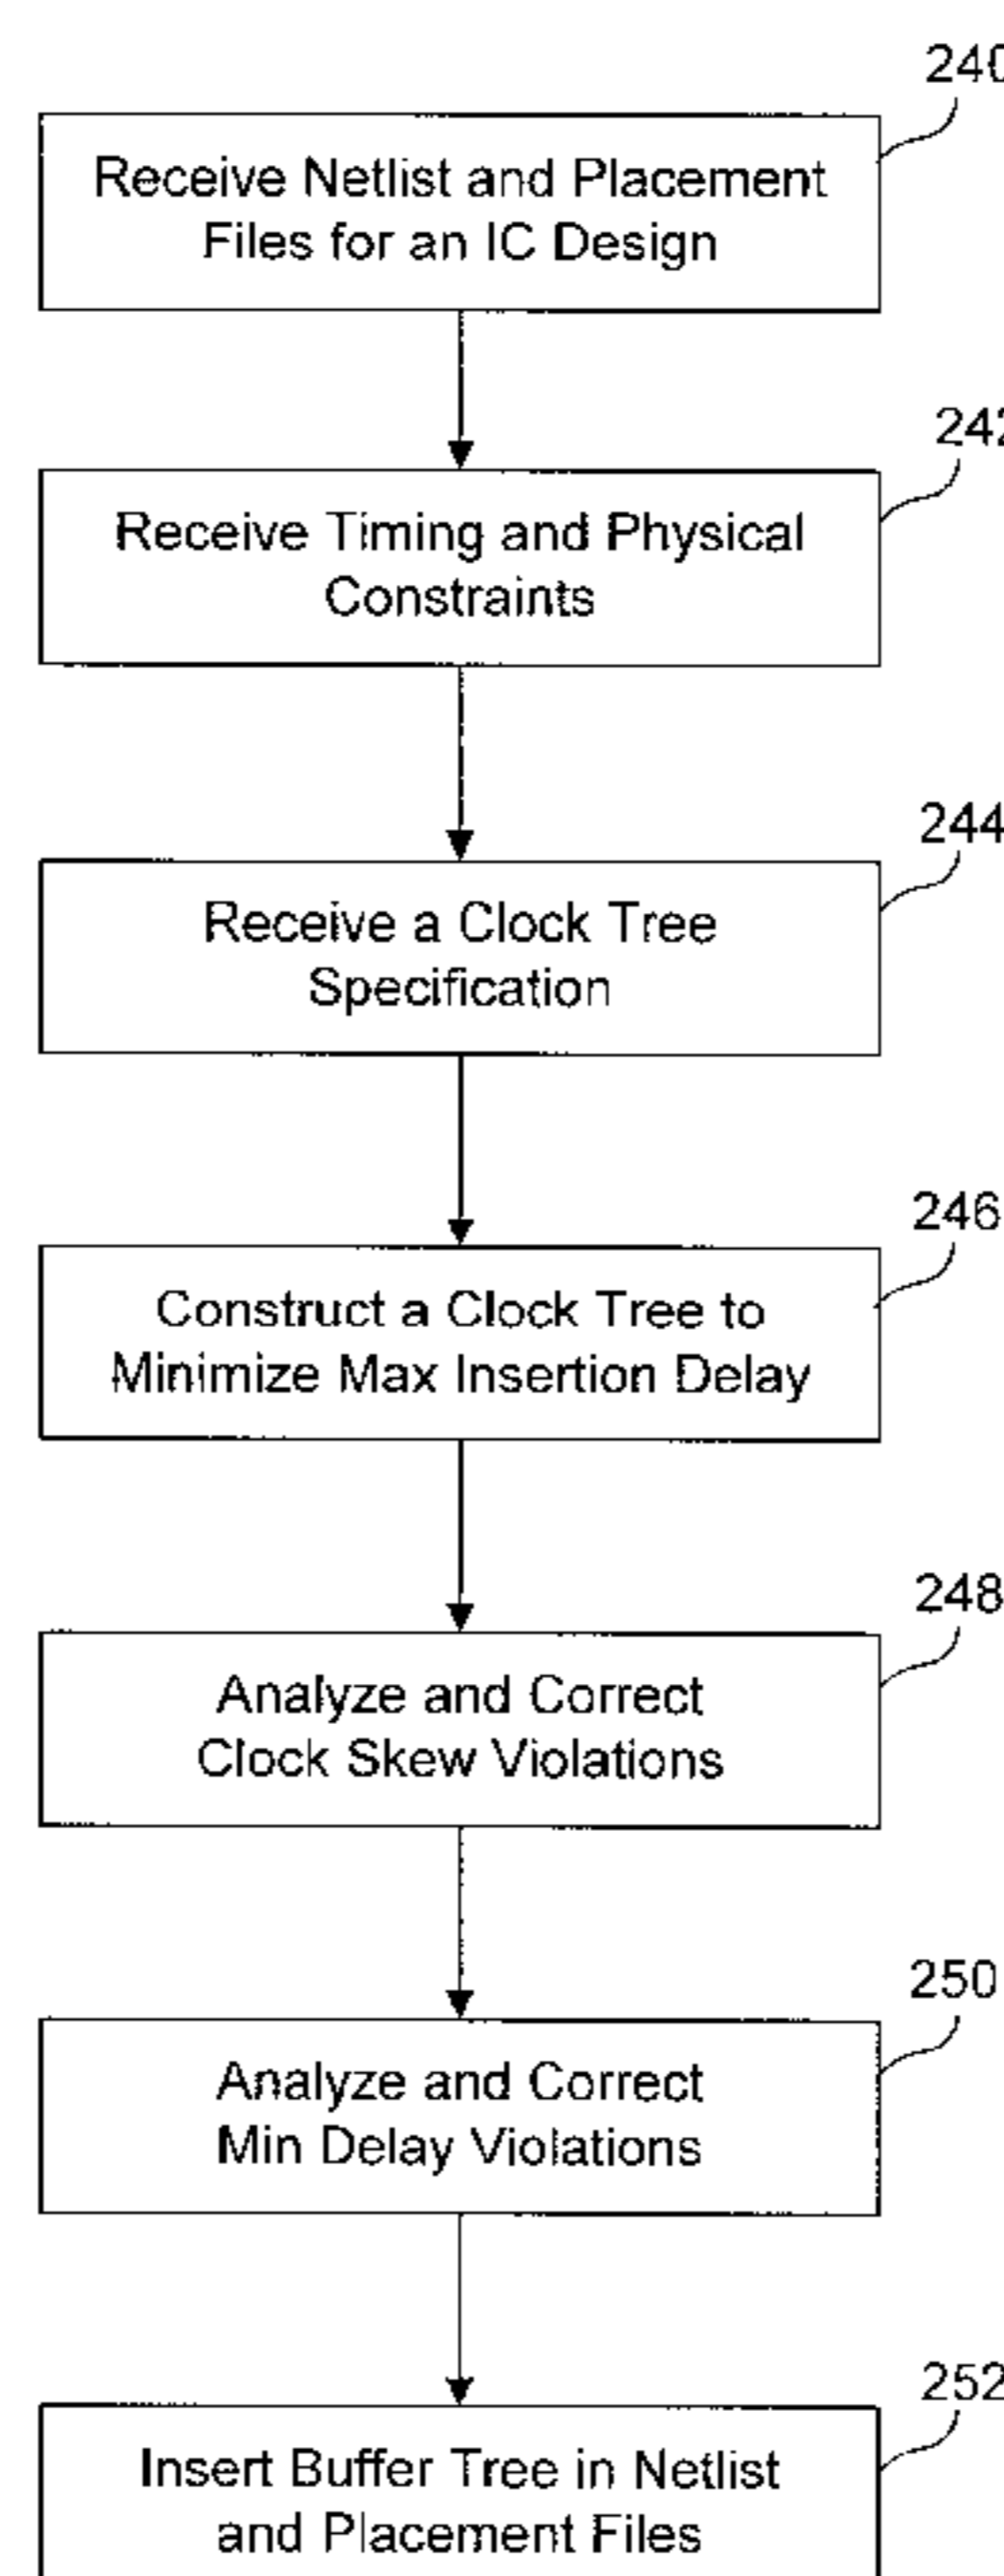 240
Receive Netlist and Placement
Files for an IC Design
242
Receive Timing and Physical
Constraints
244
Receive a Clock Tree
Specification
246
Construct a Clock Tree to
Minimize Max Insertion Delay
248
Analyze and Correct
Clock Skew Violations
250
Analyze and Correct
Min Delay Violations
252
Insert Buffer Tree in Netlist
and Placement Files